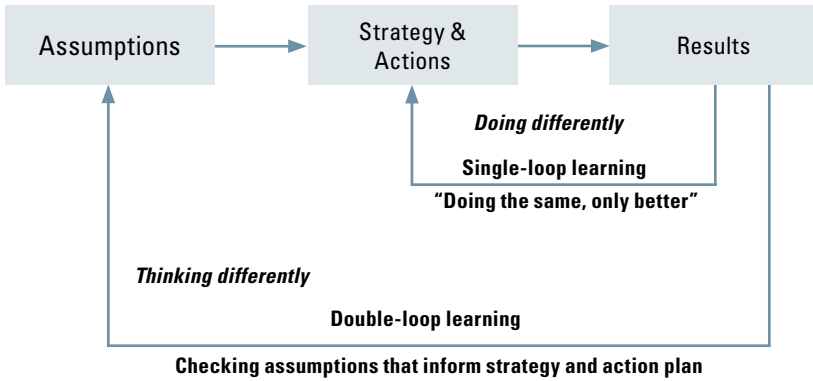 Assumptions
Strategy &
Actions
Results
Doing differently
Single-loop learning
“Doing the same, only better”
Thinking differently
Double-loop learning
Checking assumptions that inform strategy and action plan